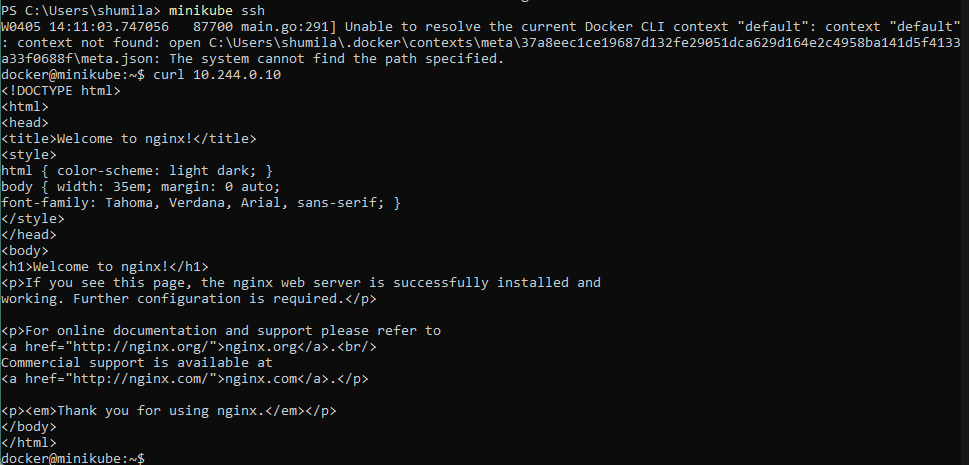 PS C:\Users\shumila> minikube ssh
W0405 14:11:03.747056   87700 main.go:291] Unable to resolve the current Docker CLI context "default": context "default"
: context not found: open C:\Users\shumila\.docker\contexts\meta\37a8eec1ce19687d132fe29051dca629d164e2c4958ba141d5f4133
a33f0688f\meta.json: The system cannot find the path specified.
docker@minikube:~$ curl 10.244.0.10
<!DOCTYPE html>
<html>
<head>
<title>Welcome to nginx!</title>
<style>
html { color-scheme: light dark; }
body { width: 35em; margin: 0 auto;
font-family: Tahoma, Verdana, Arial, sans-serif; }
</style>
</head>
<body>
<h1>Welcome to nginx!</h1>
<p>If you see this page, the nginx web server is successfully installed and
working. Further configuration is required.</p>

<p>For online documentation and support please refer to
<a href="http://nginx.org/">nginx.org</a>.<br/>
Commercial support is available at
<a href="http://nginx.com/">nginx.com</a>.</p>

<p><em>Thank you for using nginx.</em></p>
</body>
</html>
docker@minikube:~$